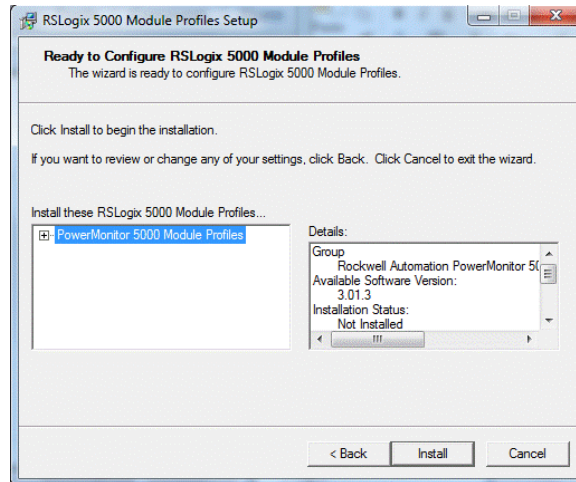 RSLogix 5000 Module Profiles Setup
Ready to Configure RSLogix 5000 Module Profiles
The wizard is ready to configure RSLogix 5000 Module Profiles.
Click Install to begin the installation.
If you want to review or change any of your settings, click Back. Click Cancel to exit the wizard.
Install these RSLogix 5000 Module Profiles...
PowerMonitor 5000 Module Profiles
Details:
Group
Rockwell Automation PowerMonitor 50
Available Software Version:
3.01.3
Installation Status:
Not Installed
< Back
Install
Cancel